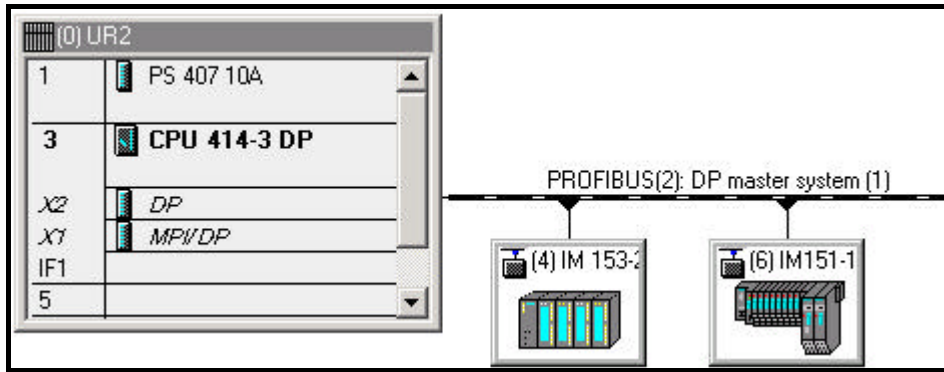 (0) UR2
1 PS 407 10A
3 CPU 414-3 DP
X2 DP
X1 MPI/DP
IF1
5
PROFIBUS(2): DP master system (1)
(4) IM 153-2
(6) IM151-1